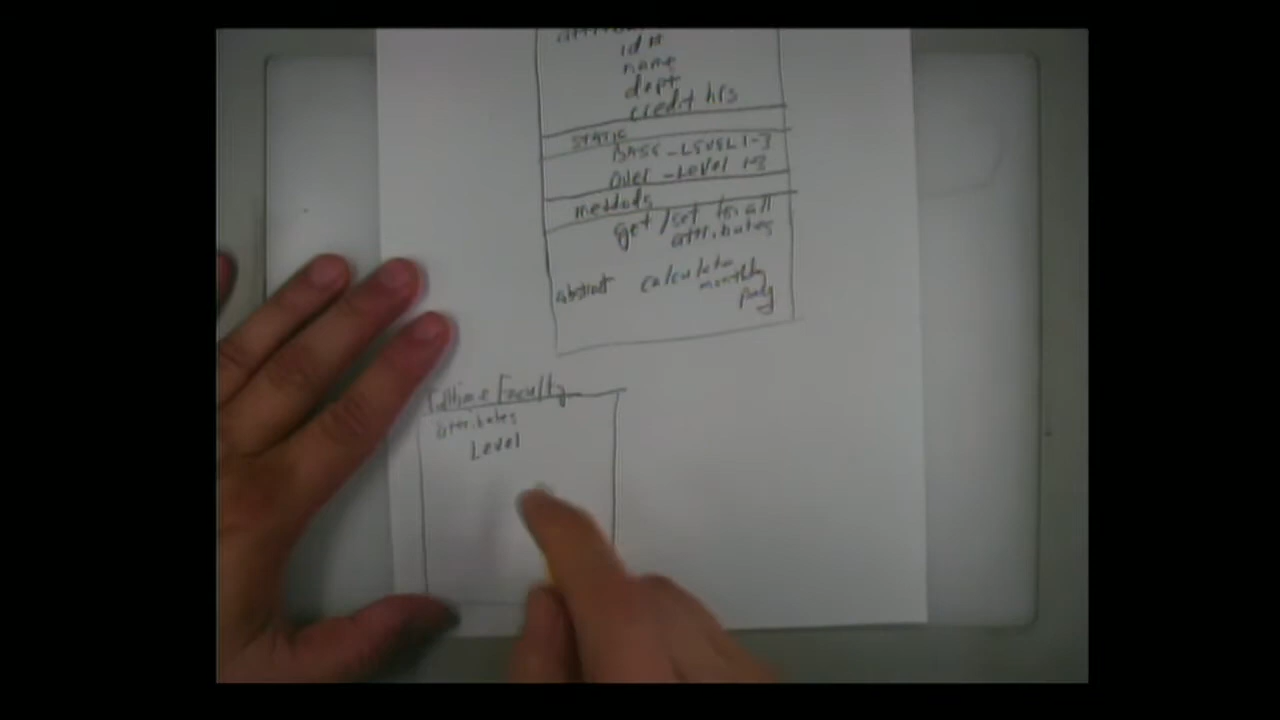 id #
name
dept
credit hrs
STATIC
BASE-LEVEL 1-3
over-Level 1-3
methods
get/set for all
attributes
abstract calculate
monthly
pay
Fulltime Faculty
attributes
Level